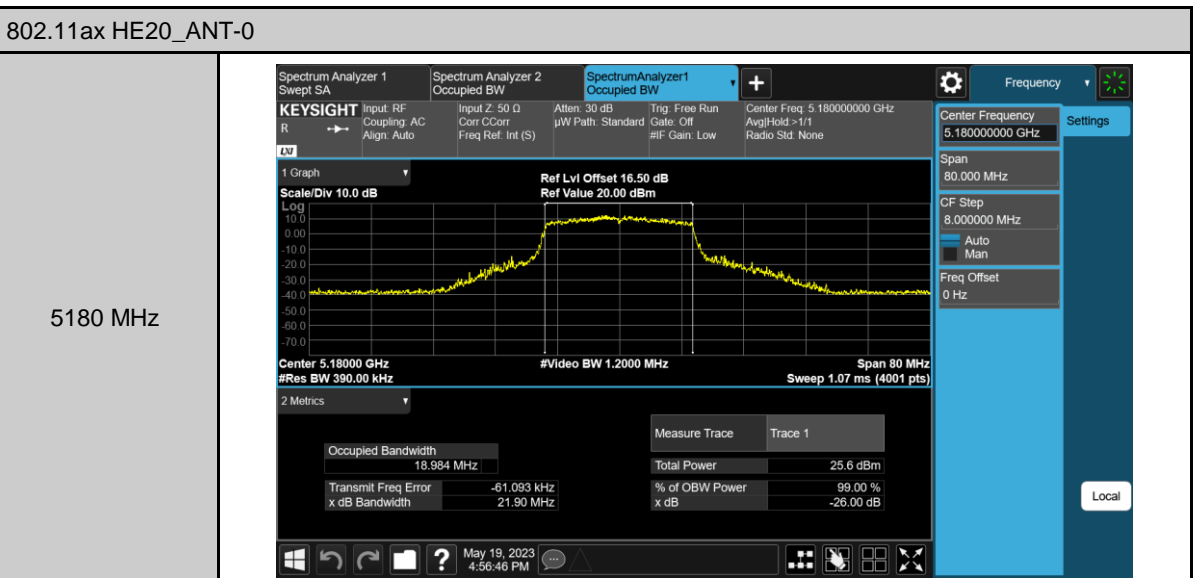 802.11ax HE20_ANT-0
5180 MHz
Spectrum Analyzer 1
Swept SA
Spectrum Analyzer 2
Occupied BW
SpectrumAnalyzer1
Occupied BW
Frequency
KEYSIGHT
R
LXI
Input: RF
Coupling: AC
Align: Auto
Input Z: 50 Ω
Corr CCorr
Freq Ref: Int (S)
Atten: 30 dB
µW Path: Standard
Trig: Free Run
Gate: Off
#IF Gain: Low
Center Freq: 5.180000000 GHz
Avg|Hold:>1/1
Radio Std: None
Center Frequency
5.180000000 GHz
Settings
Span
80.000 MHz
CF Step
8.000000 MHz
Auto
Man
Freq Offset
0 Hz
Local
1 Graph
Scale/Div 10.0 dB
Ref Lvl Offset 16.50 dB
Ref Value 20.00 dBm
Log
10.0
0.00
-10.0
-20.0
-30.0
-40.0
-50.0
-60.0
-70.0
Center 5.18000 GHz
#Video BW 1.2000 MHz
Span 80 MHz
#Res BW 390.00 kHz
Sweep 1.07 ms (4001 pts)
2 Metrics
Measure Trace Trace 1
Occupied Bandwidth
18.984 MHz
Total Power 25.6 dBm
Transmit Freq Error -61.093 kHz
% of OBW Power 99.00 %
x dB Bandwidth 21.90 MHz
x dB -26.00 dB
May 19, 2023
4:56:46 PM